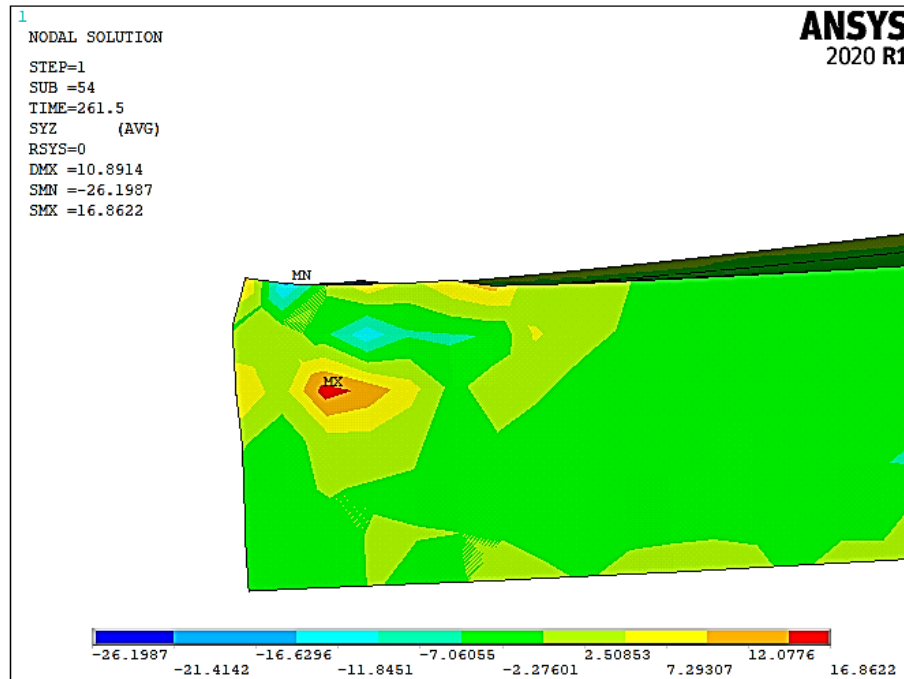 1
NODAL SOLUTION
STEP=1
SUB =54
TIME=261.5
SYZ (AVG)
RSYS=0
DMX =10.8914
SMN =-26.1987
SMX =16.8622
ANSYS
2020 R1
MN
MX
-26.1987 -16.6296 -7.06055 2.50853 12.0776
-21.4142 -11.8451 -2.27601 7.29307 16.8622